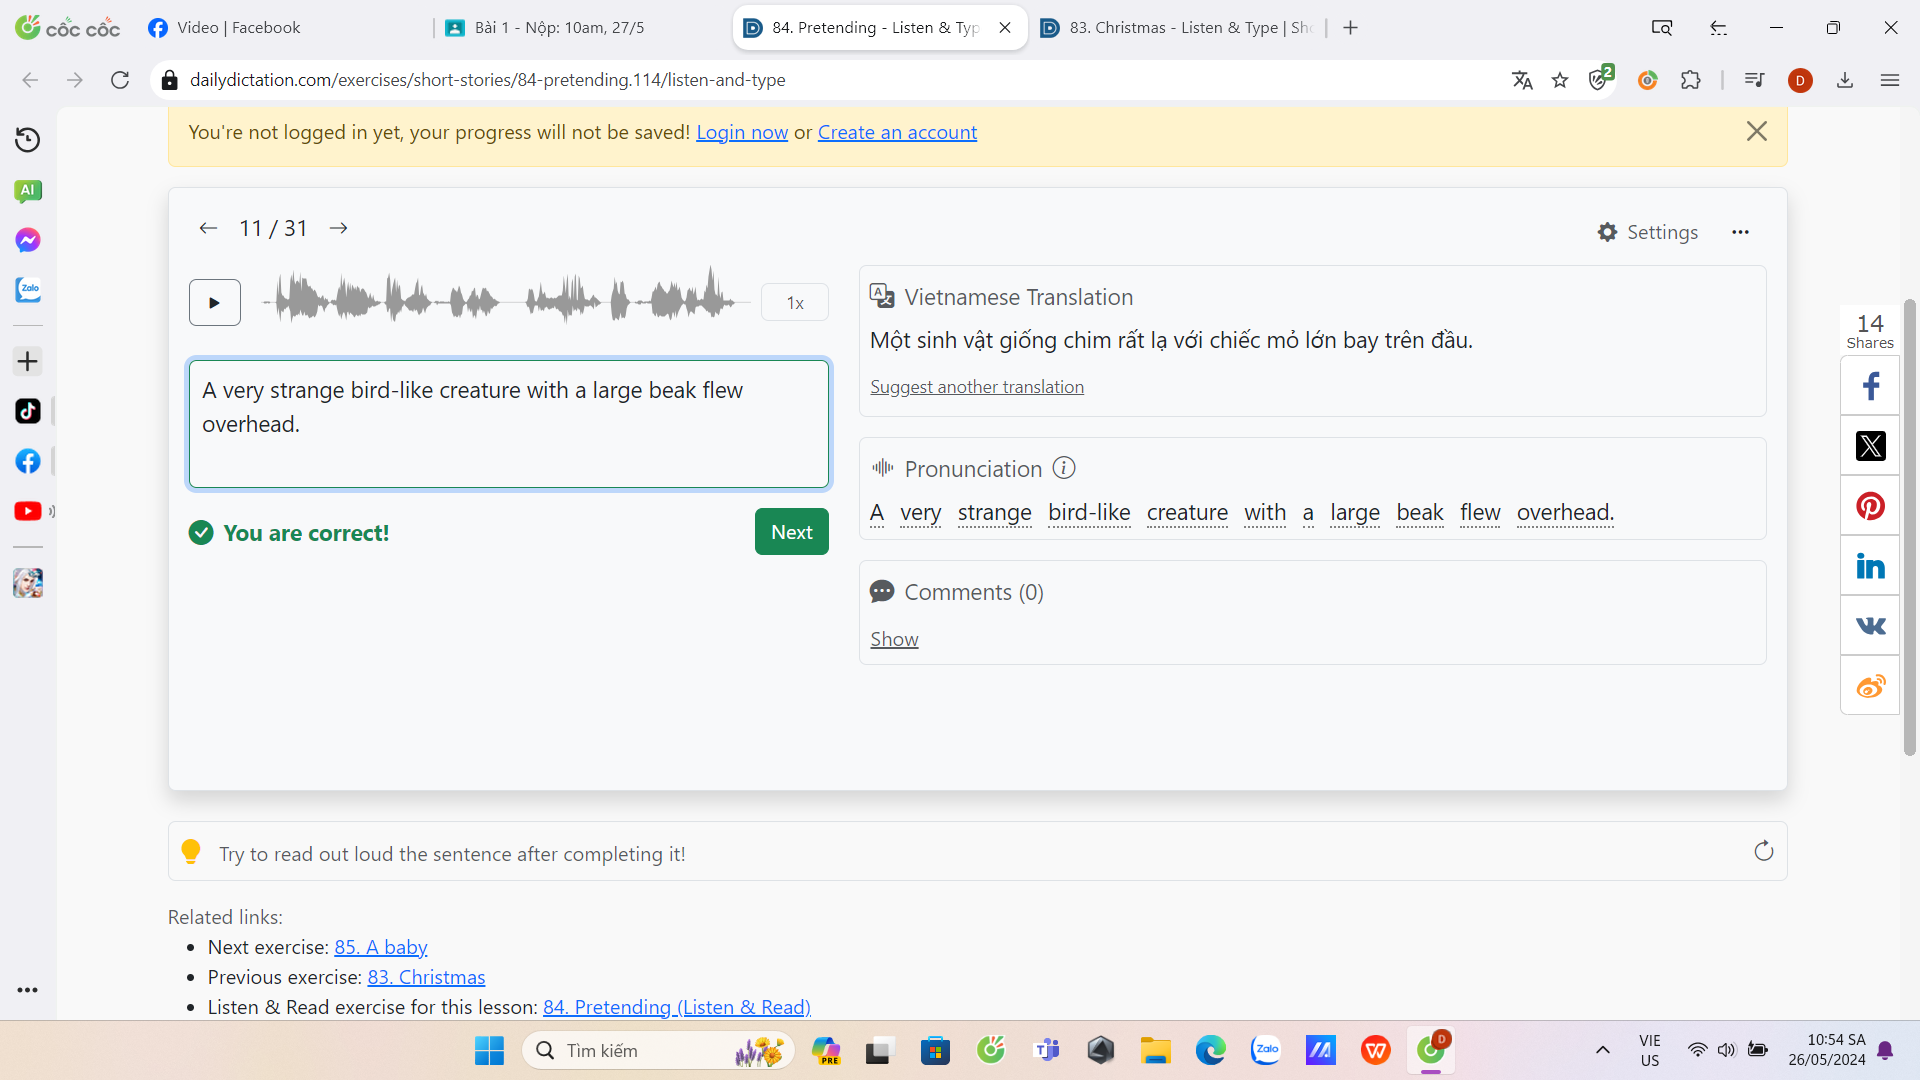 cốc cốc
Video | Facebook
Bài 1 - Nộp: 10am, 27/5
84. Pretending - Listen & Typ
83. Christmas - Listen & Type | Sho
dailydictation.com/exercises/short-stories/84-pretending.114/listen-and-type
2
D
You're not logged in yet, your progress will not be saved! Login now or Create an account
AI
Zalo
11 / 31
Settings
1x
A very strange bird-like creature with a large beak flew
overhead.
You are correct!
Next
Vietnamese Translation
Một sinh vật giống chim rất lạ với chiếc mỏ lớn bay trên đầu.
Suggest another translation
Pronunciation
A very strange bird-like creature with a large beak flew overhead.
Comments (0)
Show
14
Shares
Try to read out loud the sentence after completing it!
Related links:
Next exercise: 85. A baby
Previous exercise: 83. Christmas
Listen & Read exercise for this lesson: 84. Pretending (Listen & Read)
Tìm kiếm
PRE
Zalo
D
VIE
US
10:54 SA
26/05/2024